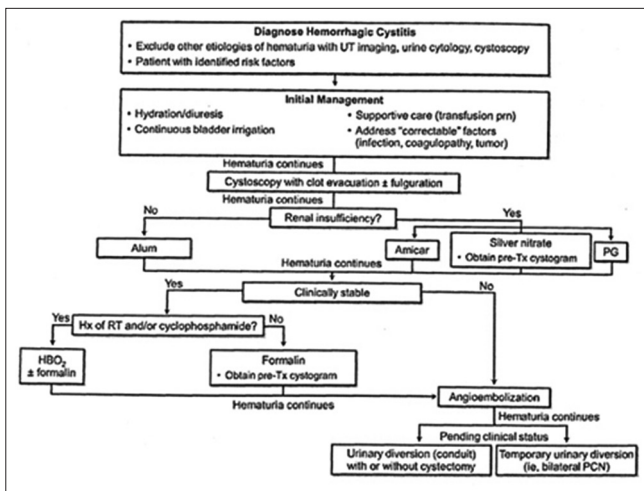 Diagnose Hemorrhagic Cystitis
• Exclude other etiologies of hematuria with UT imaging, urine cytology, cystoscopy
• Patient with identified risk factors
Initial Management
• Hydration/diuresis
• Continuous bladder irrigation
• Supportive care (transfusion prn)
• Address "correctable" factors
(infection, coagulopathy, tumor)
Hematuria continues
Cystoscopy with clot evacuation ± fulguration
Hematuria continues
No
Renal insufficiency?
Yes
Alum
Amicar
Silver nitrate
• Obtain pre-Tx cystogram
PG
Hematuria continues
Yes
Clinically stable
No
Yes
Hx of RT and/or cyclophosphamide?
No
HBO₂
± formalin
Formalin
• Obtain pre-Tx cystogram
Hematuria continues
Angioembolization
Hematuria continues
Pending clinical status
Urinary diversion (conduit)
with or without cystectomy
Temporary urinary diversion
(ie, bilateral PCN)